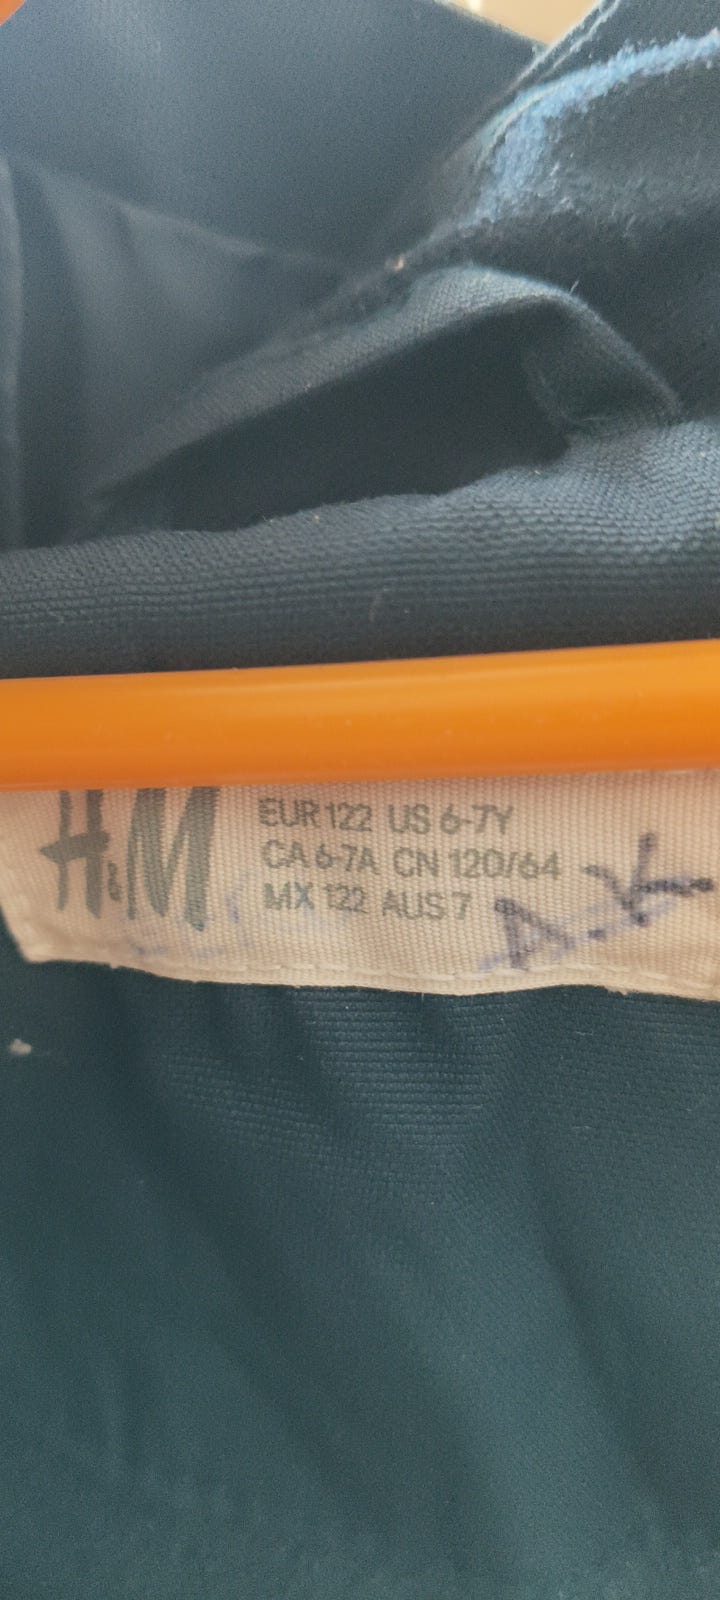 H&M
EUR 122 US 6-7Y
CA 6-7A CN 120/64
MX 122 AUS 7
A.K